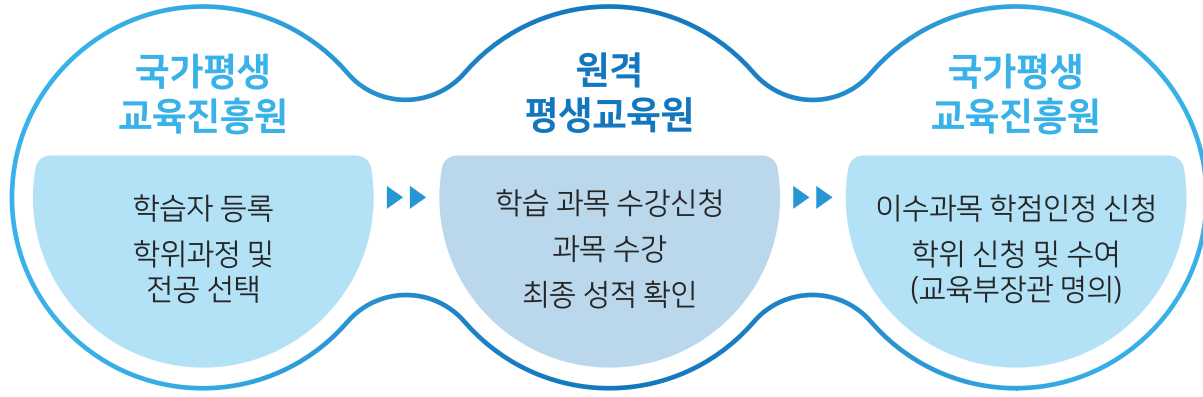 국가평생
교육진흥원
학습자 등록
학위과정 및
전공 선택
원격
평생교육원
학습 과목 수강신청
과목 수강
최종 성적 확인
국가평생
교육진흥원
이수과목 학점인정 신청
학위 신청 및 수여
(교육부장관 명의)